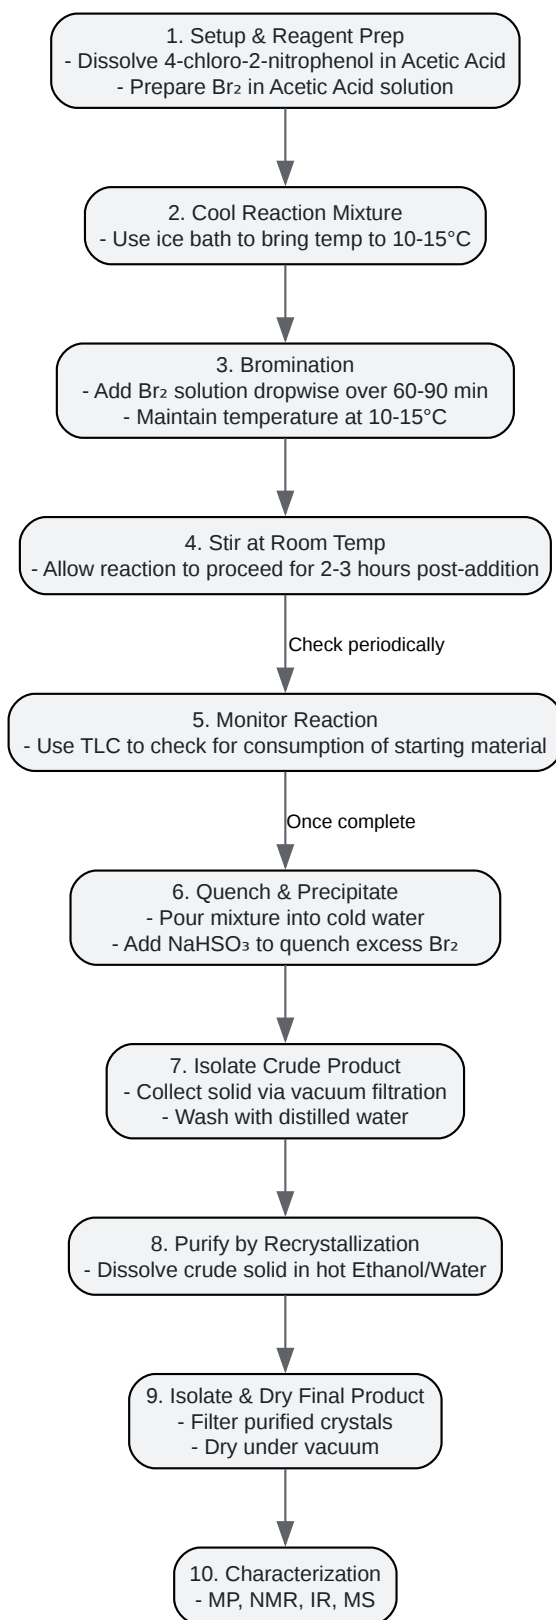 1. Setup & Reagent Prep
- Dissolve 4-chloro-2-nitrophenol in Acetic Acid
- Prepare Br₂ in Acetic Acid solution
2. Cool Reaction Mixture
- Use ice bath to bring temp to 10-15°C
3. Bromination
- Add Br₂ solution dropwise over 60-90 min
- Maintain temperature at 10-15°C
4. Stir at Room Temp
- Allow reaction to proceed for 2-3 hours post-addition
Check periodically
5. Monitor Reaction
- Use TLC to check for consumption of starting material
Once complete
6. Quench & Precipitate
- Pour mixture into cold water
- Add NaHSO₃ to quench excess Br₂
7. Isolate Crude Product
- Collect solid via vacuum filtration
- Wash with distilled water
8. Purify by Recrystallization
- Dissolve crude solid in hot Ethanol/Water
9. Isolate & Dry Final Product
- Filter purified crystals
- Dry under vacuum
10. Characterization
- MP, NMR, IR, MS